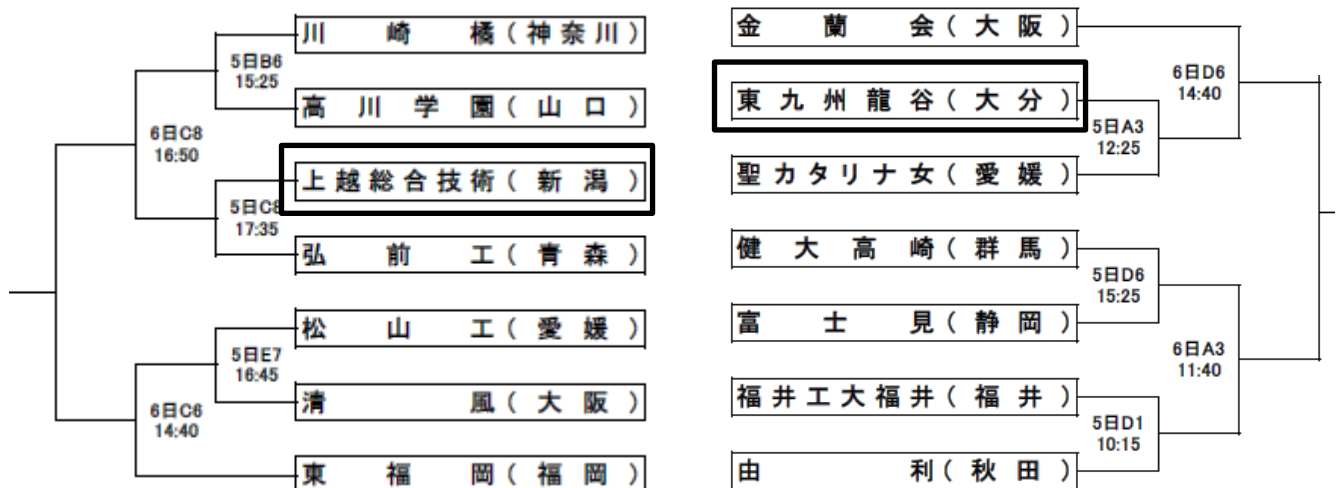 川崎橘(神奈川)
5日B6
15:25
高川学園(山口)
6日C8
16:50
上越総合技術(新潟)
5日C8
17:35
弘前工(青森)
松山工(愛媛)
5日E7
16:45
清風(大阪)
6日C6
14:40
東福岡(福岡)
金蘭会(大阪)
6日D6
14:40
東九州龍谷(大分)
5日A3
12:25
聖カタリナ女(愛媛)
健大高崎(群馬)
5日D6
15:25
富士見(静岡)
6日A3
11:40
福井工大福井(福井)
5日D1
10:15
由利(秋田)